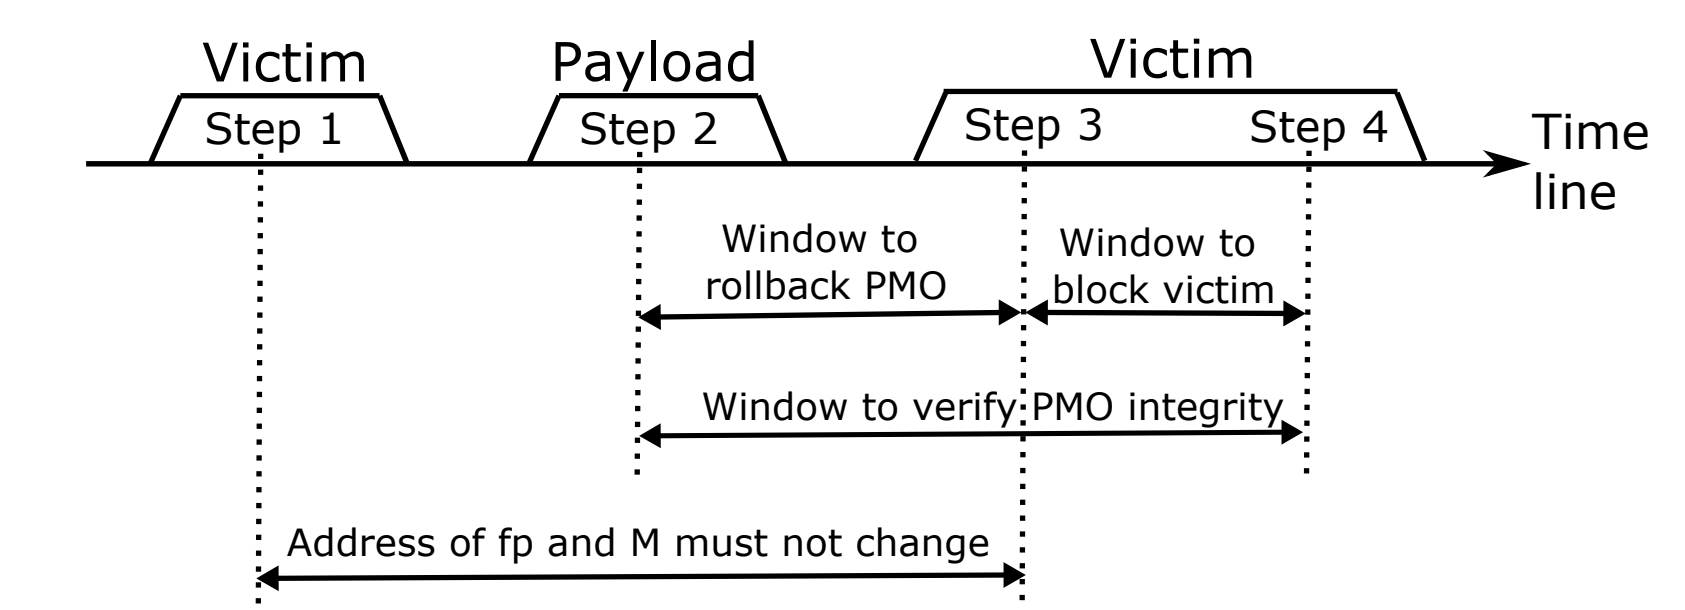 Victim
Payload
Victim
Step 1
Step 2
Step 3
Step 4
Time
line
Window to
rollback PMO
Window to
block victim
Window to verify PMO integrity
Address of fp and M must not change